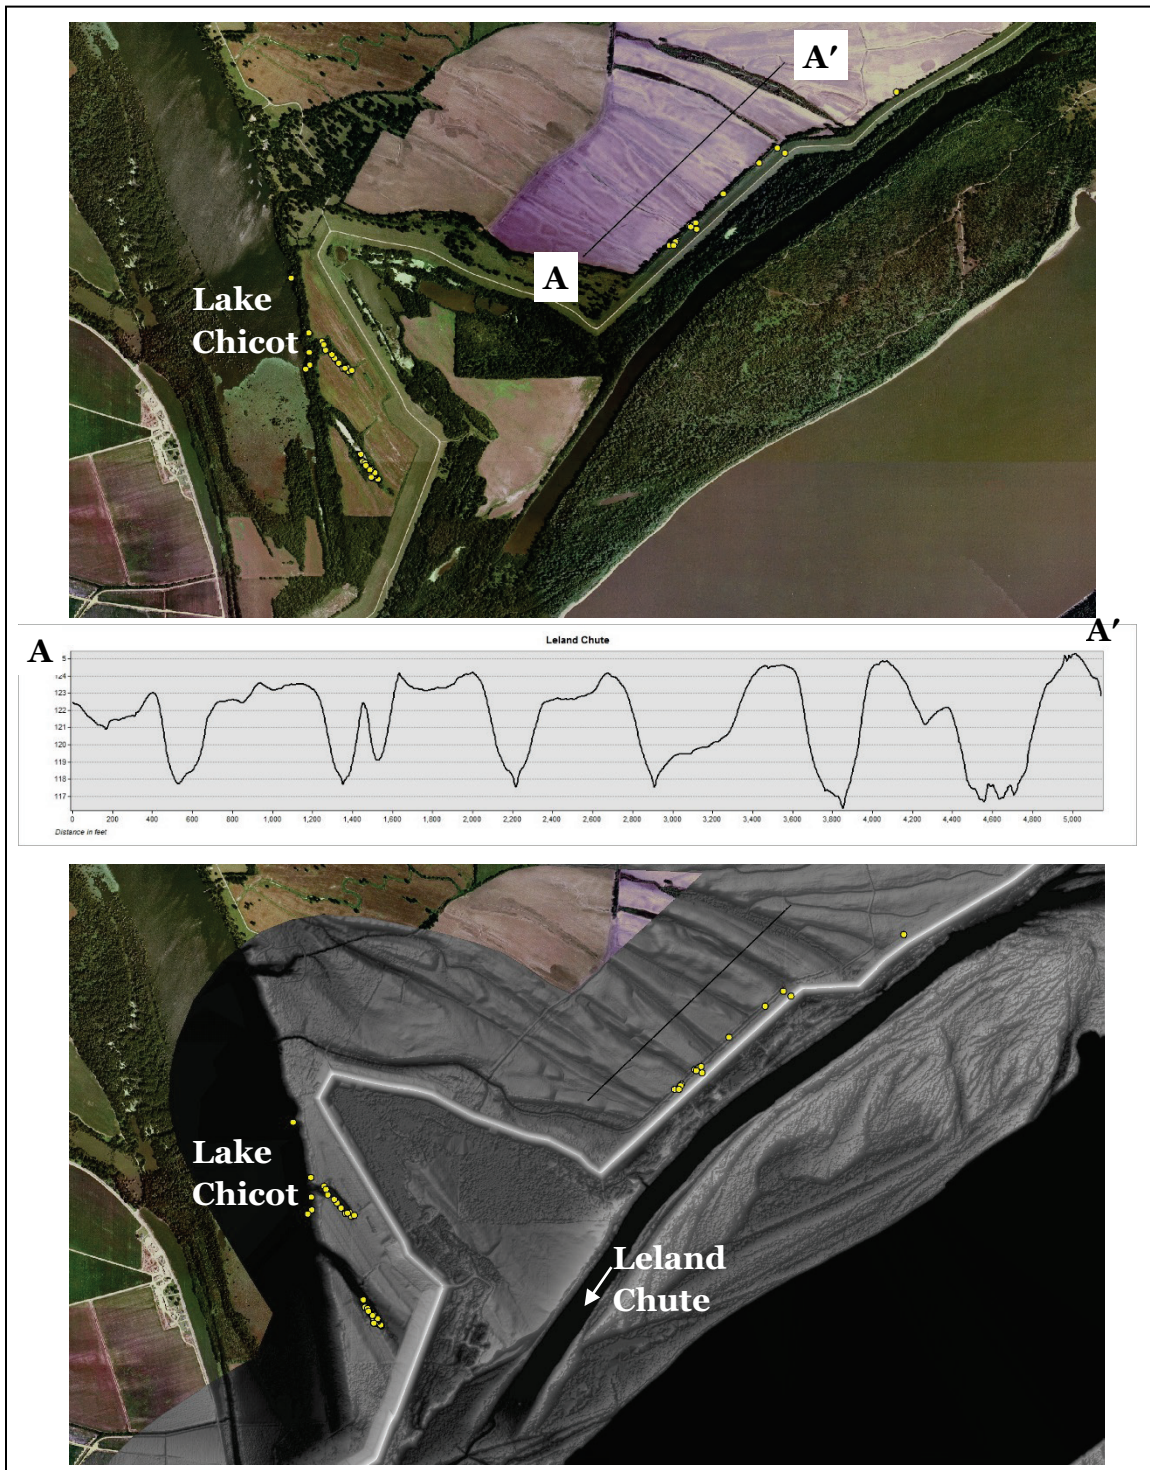 A′
A
Lake
Chicot
A
A′
Leland Chute
5
124
123
122
121
120
119
118
117
0 200 400 600 800 1,000 1,200 1,400 1,600 1,800 2,000 2,200 2,400 2,600 2,800 3,000 3,200 3,400 3,600 3,800 4,000 4,200 4,400 4,600 4,800 5,000
Distance in feet
Lake
Chicot
Leland
Chute